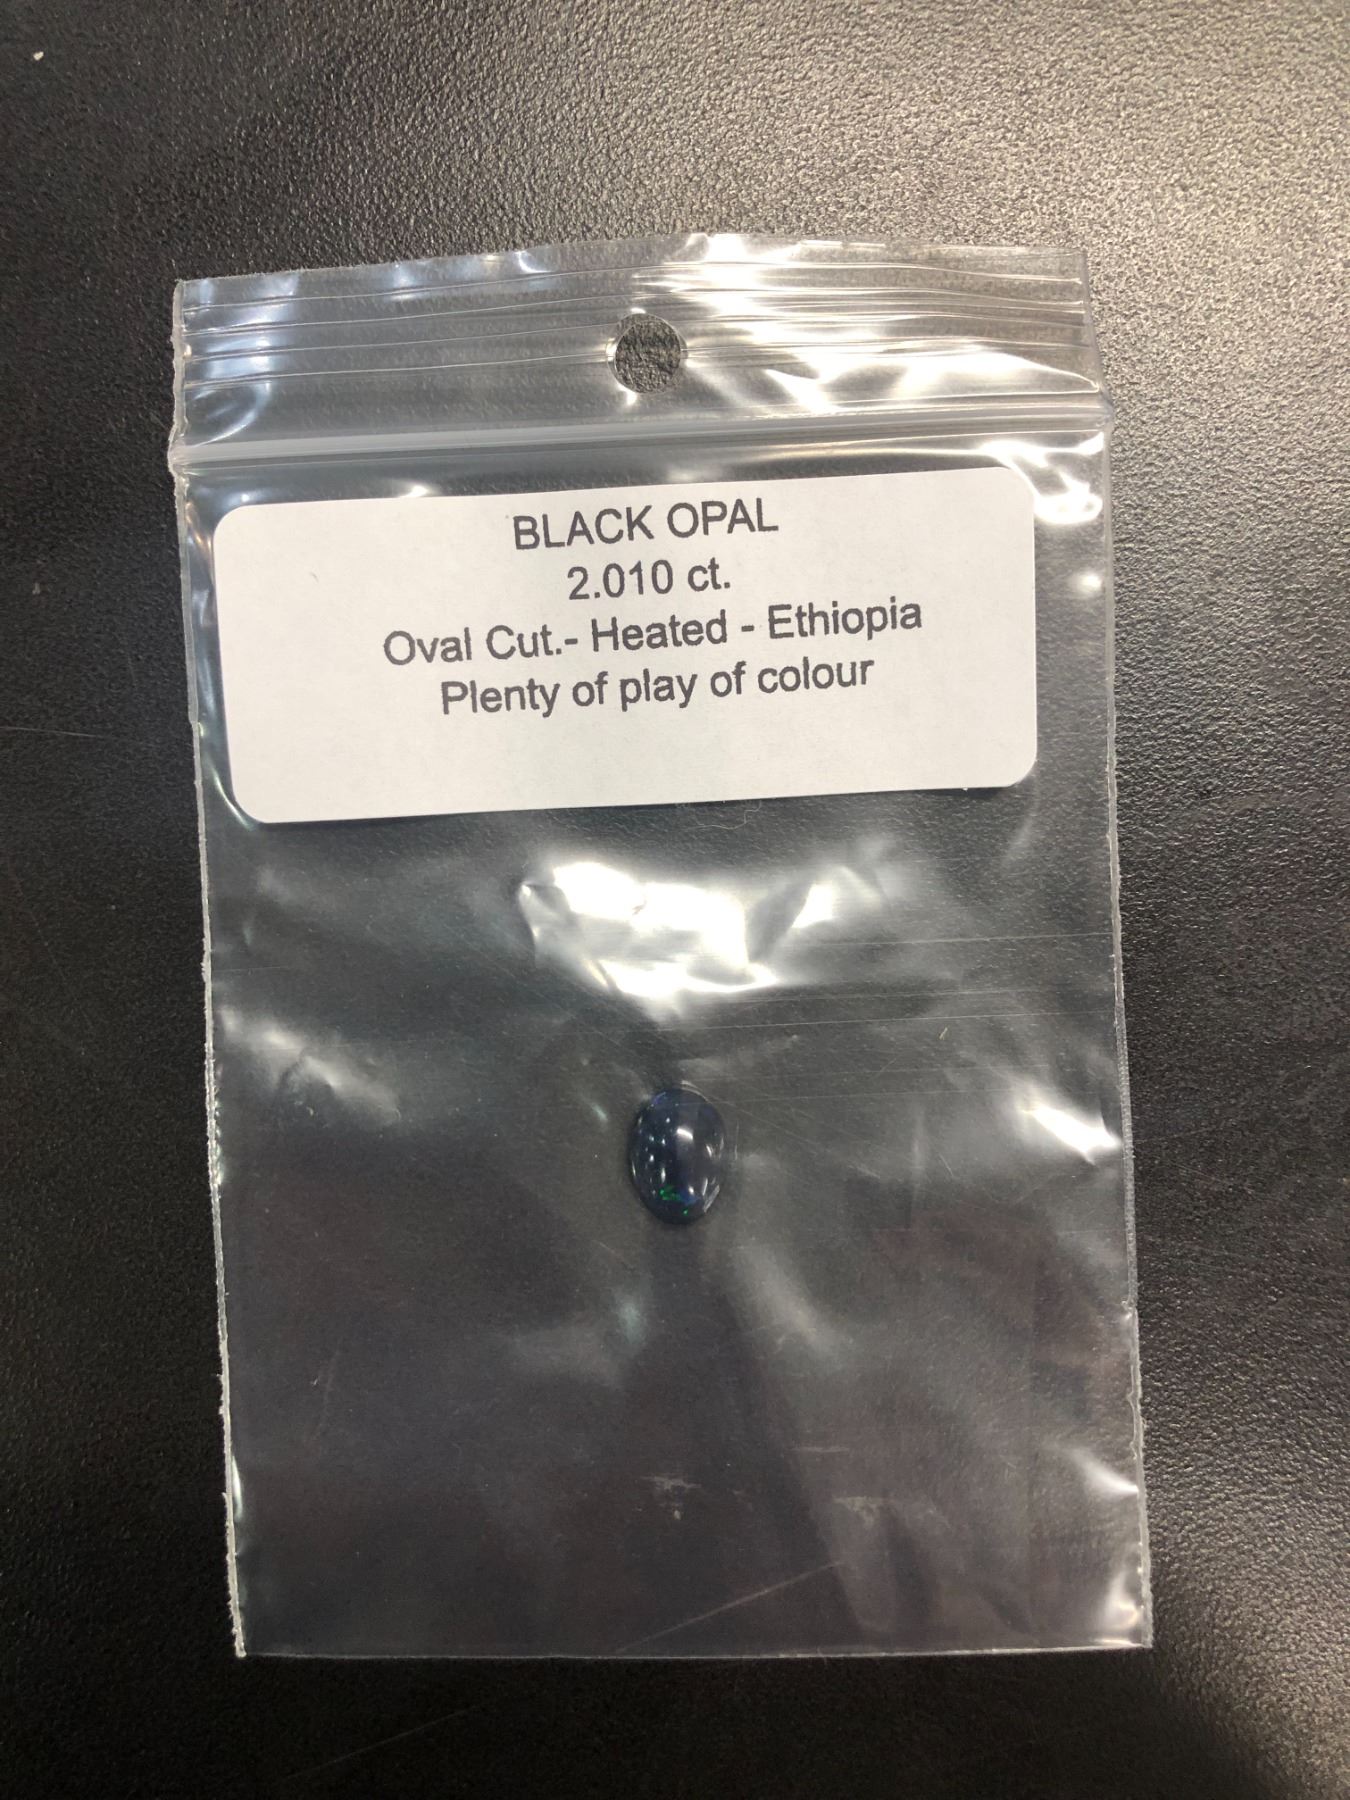 BLACK OPAL
2.010 ct.
Oval Cut.- Heated - Ethiopia
Plenty of play of colour